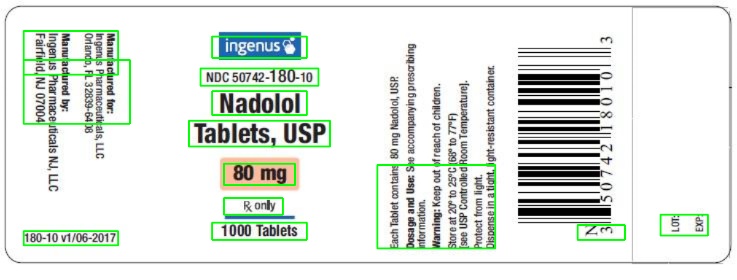 Manufactured for:
Ingenus Pharmaceuticals, LLC
Orlando, FL 32839-6408
Manufactured by:
Ingenus Pharmaceuticals NJ, LLC
Fairfield, NJ 07004
180-10 v1/06-2017
ingenus
NDC 50742-180-10
Nadolol
Tablets, USP
80 mg
℞ only
1000 Tablets
Each Tablet contains: 80 mg Nadolol, USP.
Dosage and Use: See accompanying prescribing
information.
Warning: Keep out of reach of children.
Store at 20° to 25°C (68° to 77°F)
[see USP Controlled Room Temperature].
Protect from light.
Dispense in a tight, light-resistant container.
N
3 50742 18010 3
LOT:
EXP: